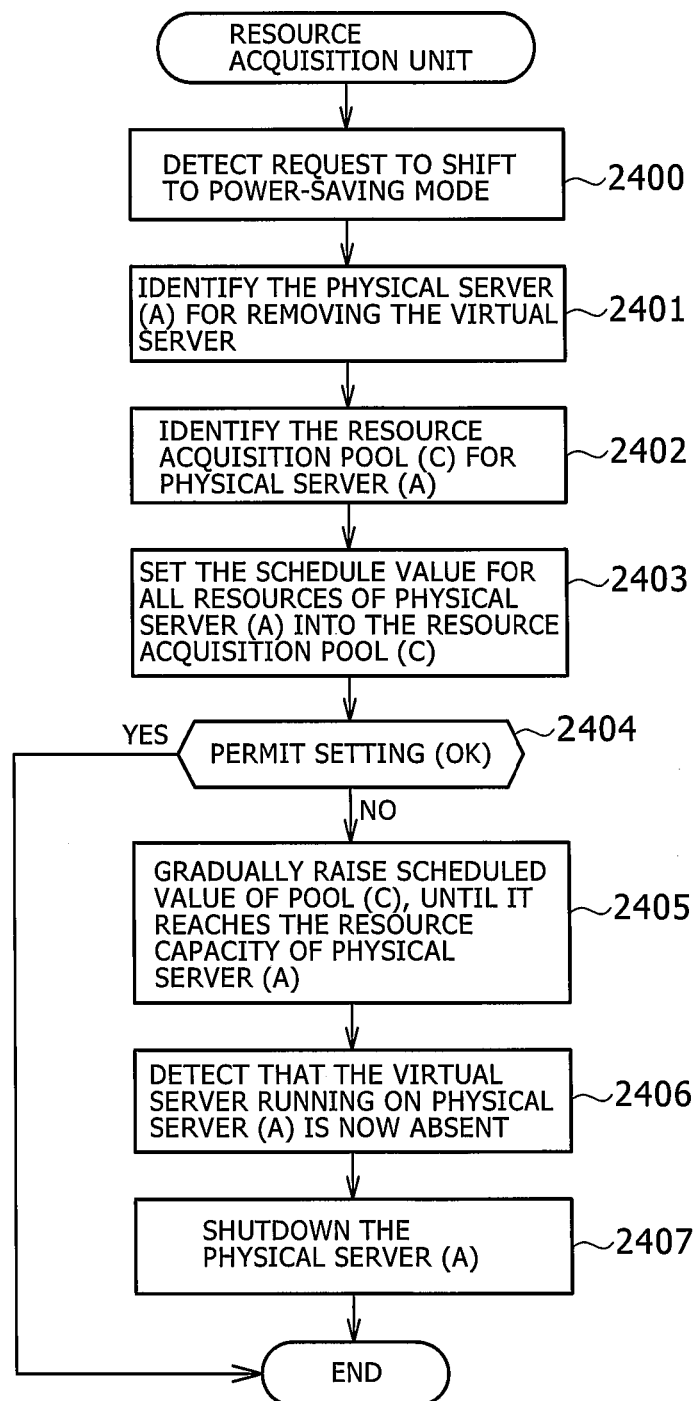 RESOURCE
ACQUISITION UNIT
DETECT REQUEST TO SHIFT
TO POWER-SAVING MODE
2400
IDENTIFY THE PHYSICAL SERVER
(A) FOR REMOVING THE VIRTUAL
SERVER
2401
IDENTIFY THE RESOURCE
ACQUISITION POOL (C) FOR
PHYSICAL SERVER (A)
2402
SET THE SCHEDULE VALUE FOR
ALL RESOURCES OF PHYSICAL
SERVER (A) INTO THE RESOURCE
ACQUISITION POOL (C)
2403
YES
PERMIT SETTING (OK)
2404
NO
GRADUALLY RAISE SCHEDULED
VALUE OF POOL (C), UNTIL IT
REACHES THE RESOURCE
CAPACITY OF PHYSICAL
SERVER (A)
2405
DETECT THAT THE VIRTUAL
SERVER RUNNING ON PHYSICAL
SERVER (A) IS NOW ABSENT
2406
SHUTDOWN THE
PHYSICAL SERVER (A)
2407
END